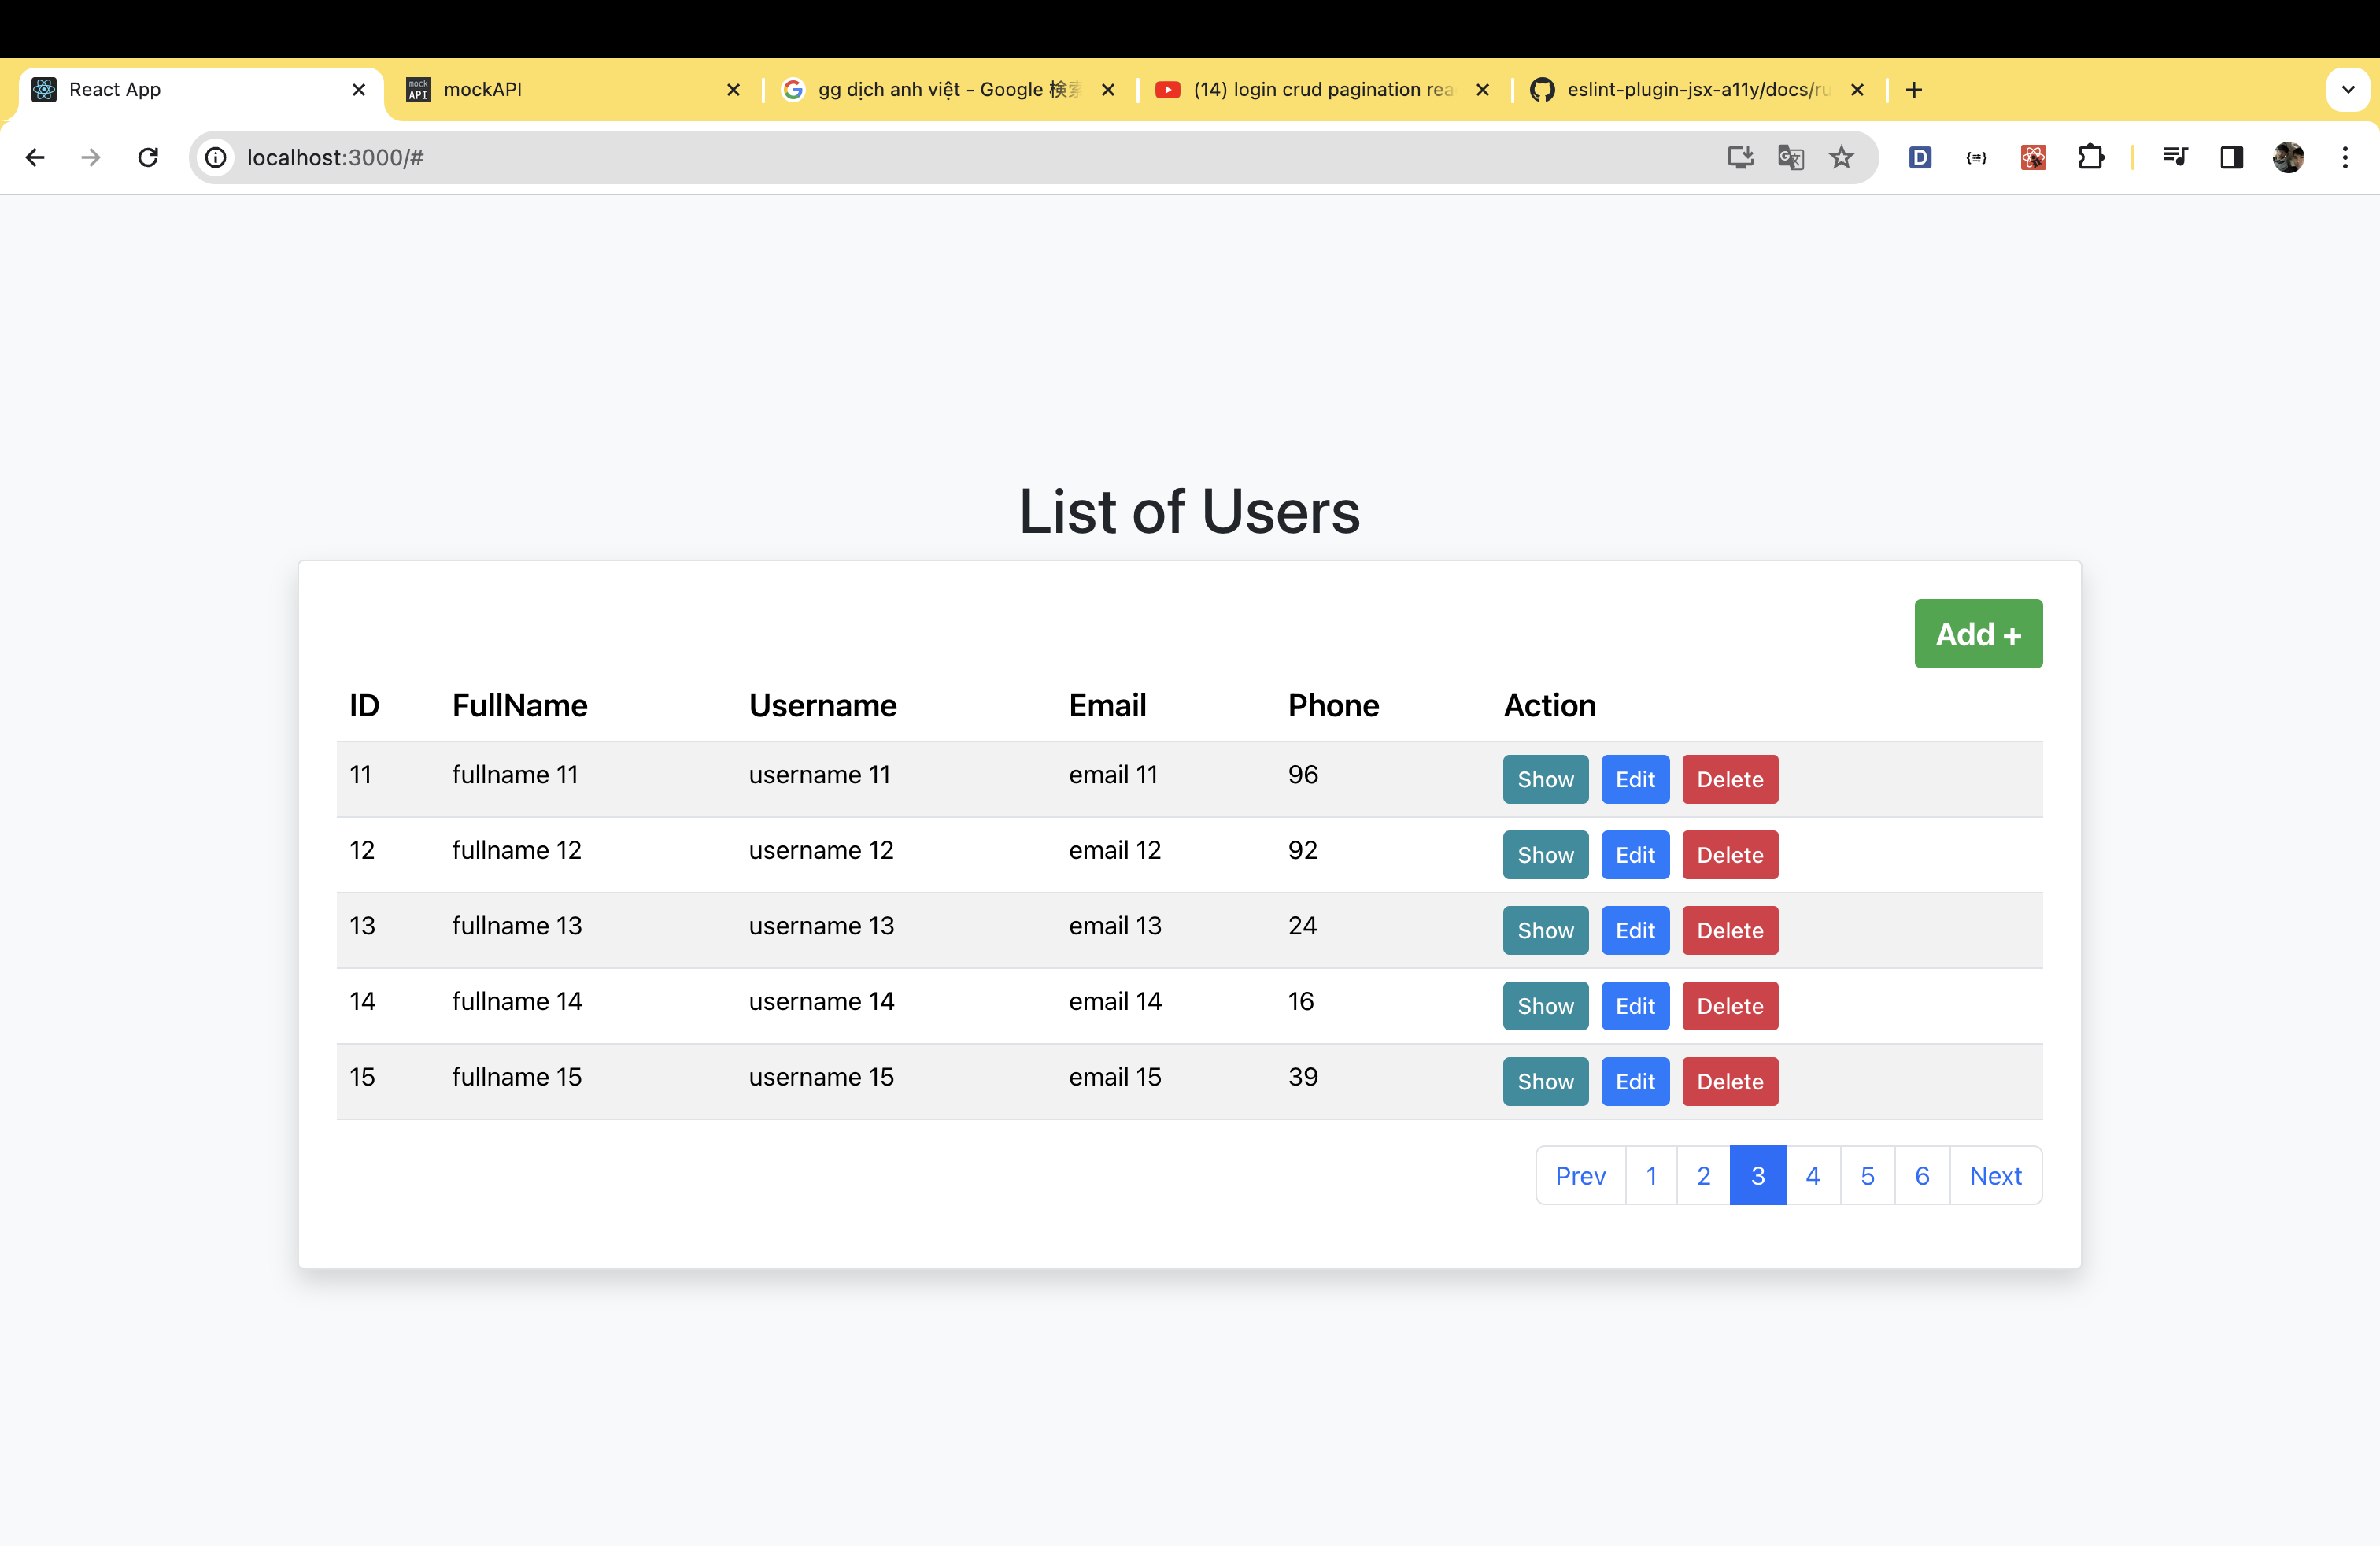 React App
mock API mockAPI
gg dịch anh việt - Google 検索
(14) login crud pagination rea
eslint-plugin-jsx-a11y/docs/ru
localhost:3000/#
D {≡}
List of Users
Add +
ID FullName Username Email Phone Action
11 fullname 11 username 11 email 11 96 Show Edit Delete
12 fullname 12 username 12 email 12 92 Show Edit Delete
13 fullname 13 username 13 email 13 24 Show Edit Delete
14 fullname 14 username 14 email 14 16 Show Edit Delete
15 fullname 15 username 15 email 15 39 Show Edit Delete
Prev 1 2 3 4 5 6 Next